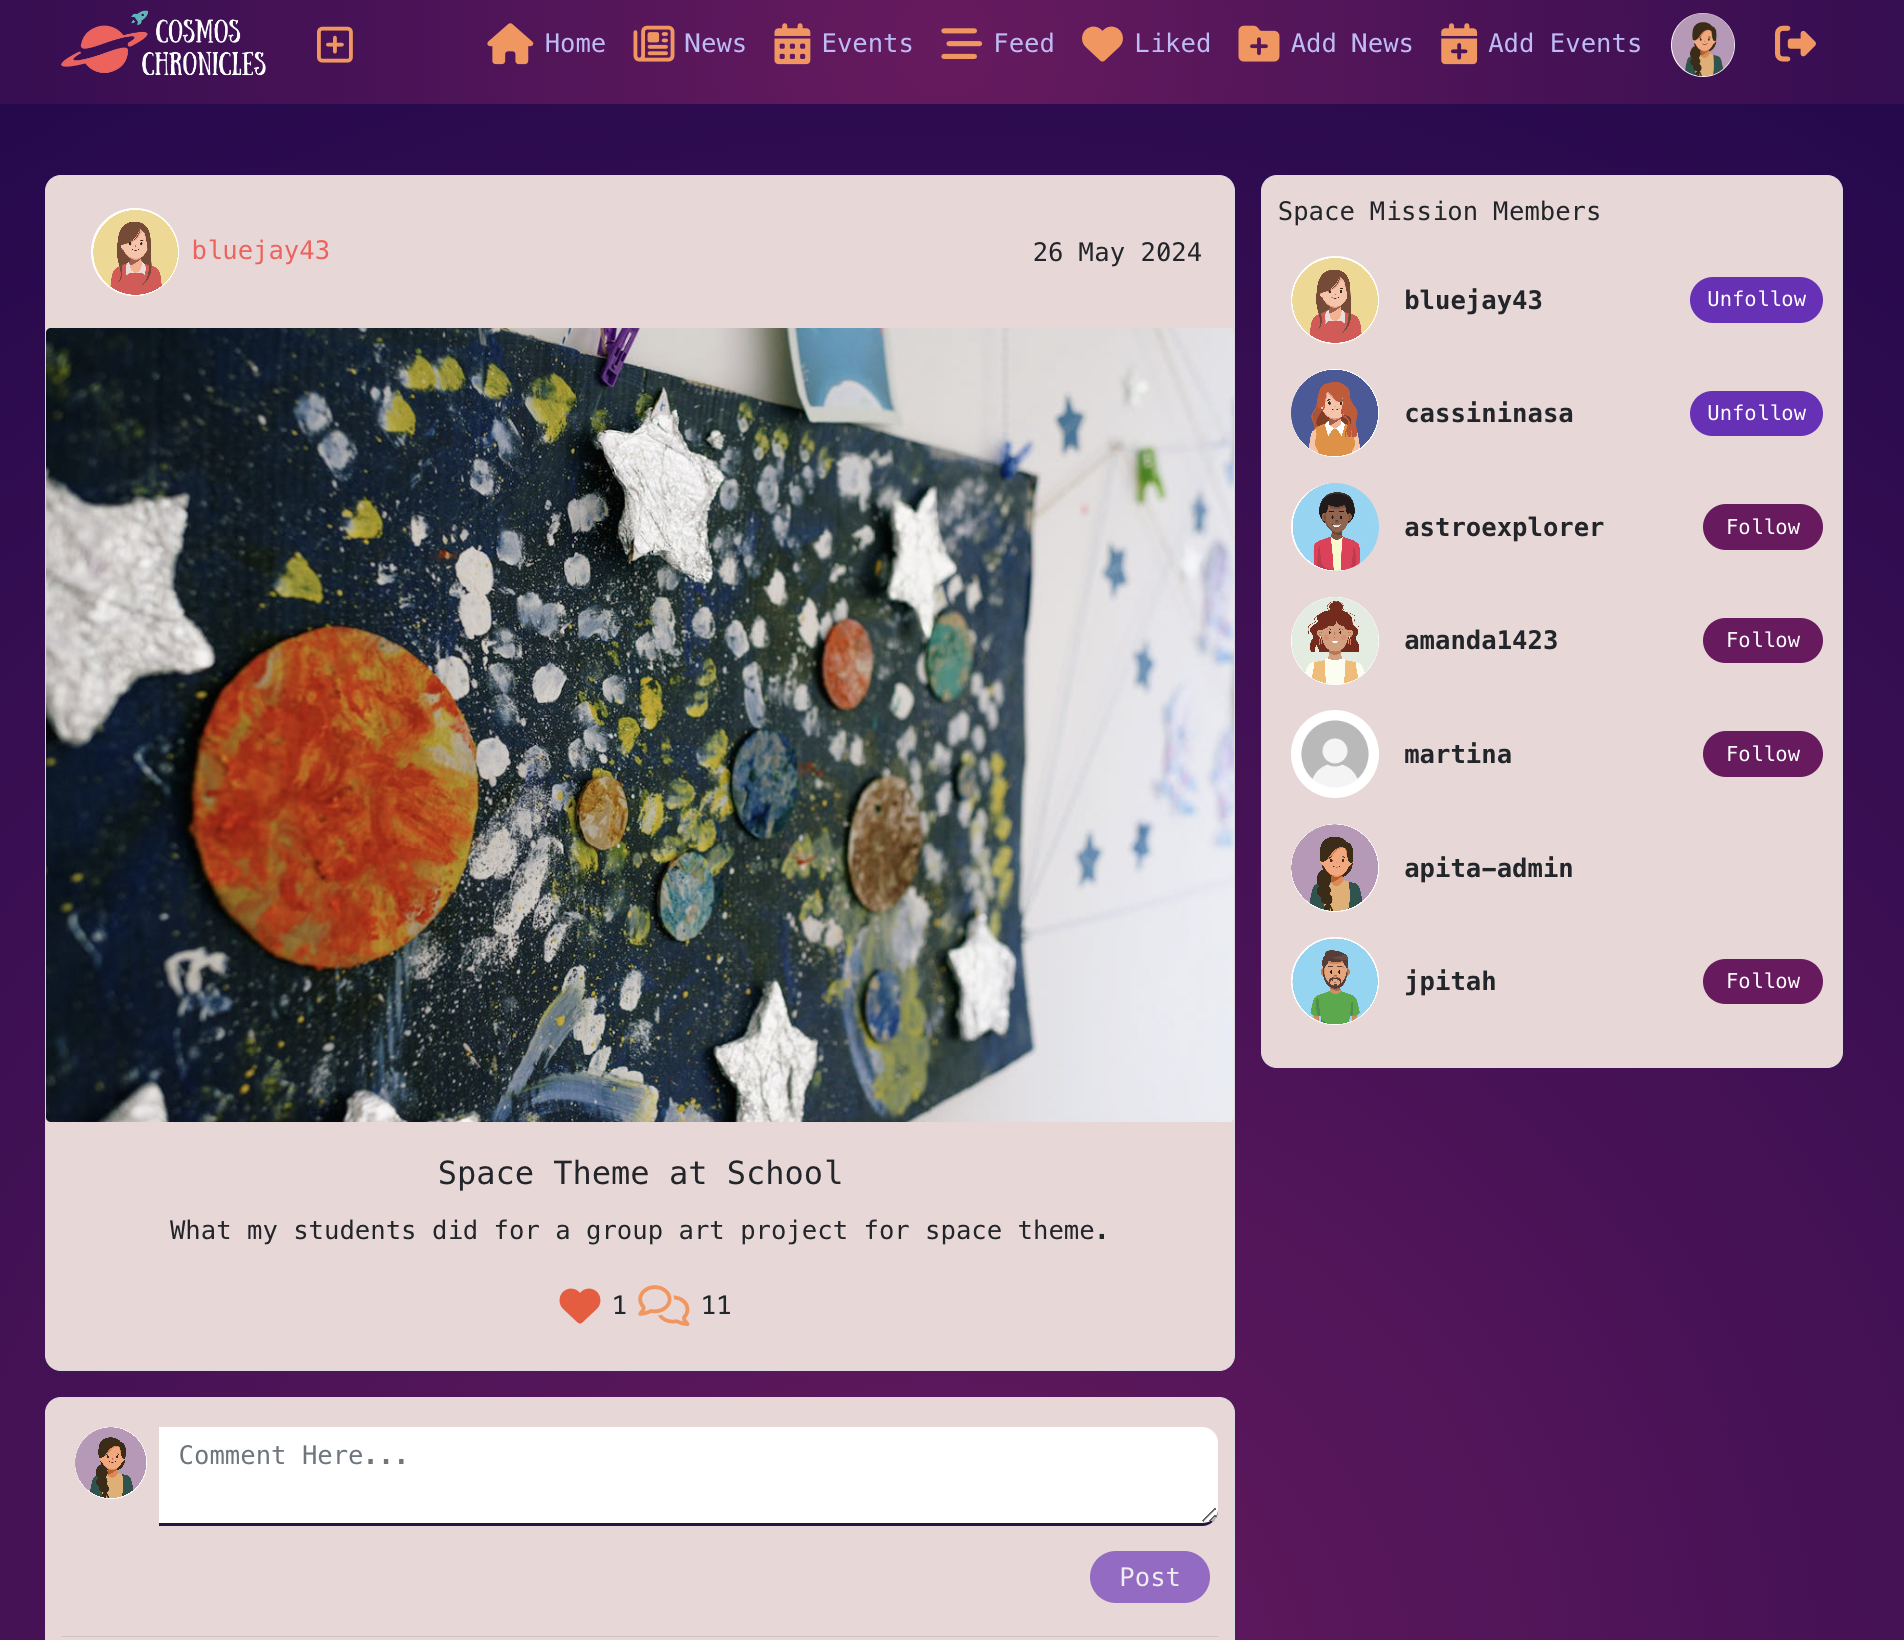 COSMOS
CHRONICLES
Home
News
Events
Feed
Liked
Add News
Add Events
bluejay43
26 May 2024
Space Theme at School
What my students did for a group art project for space theme.
1
11
Comment Here...
Post
Space Mission Members
bluejay43
Unfollow
cassininasa
Unfollow
astroexplorer
Follow
amanda1423
Follow
martina
Follow
apita-admin
jpitah
Follow